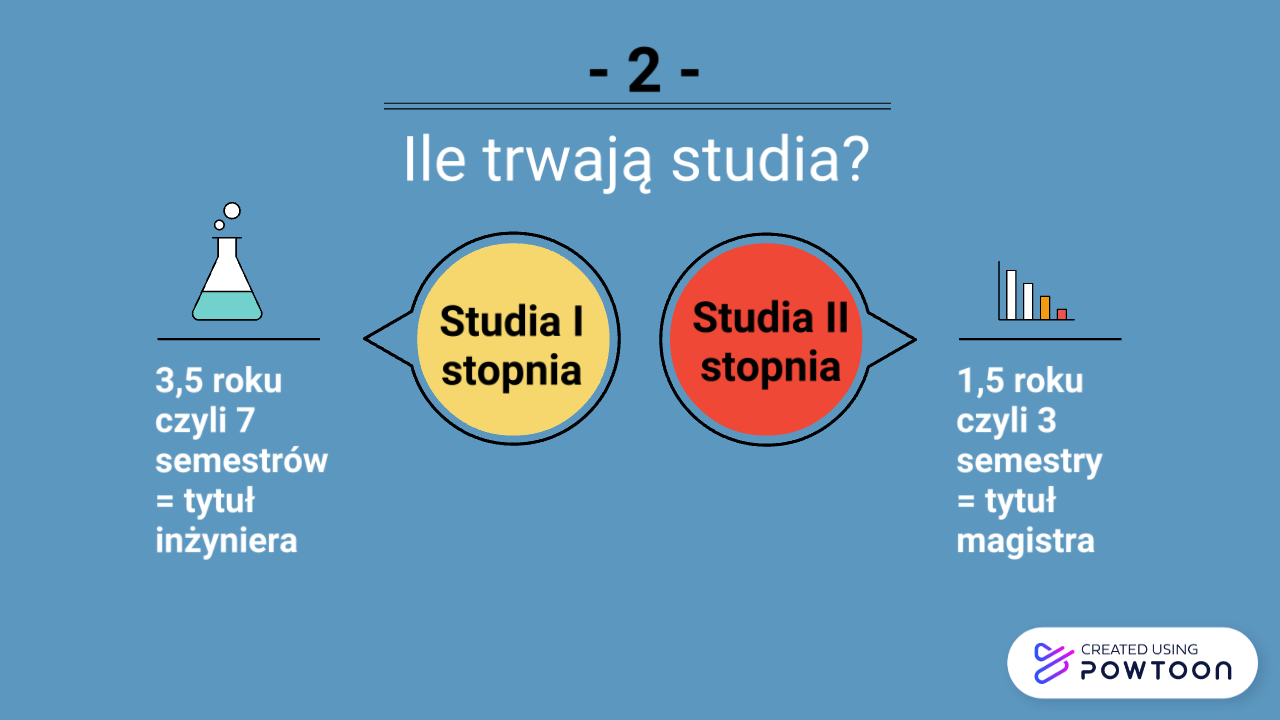 - 2 -
Ile trwają studia?
Studia I
stopnia
Studia II
stopnia
3,5 roku
czyli 7
semestrów
= tytuł
inżyniera
1,5 roku
czyli 3
semestry
= tytuł
magistra
CREATED USING
POWTOON